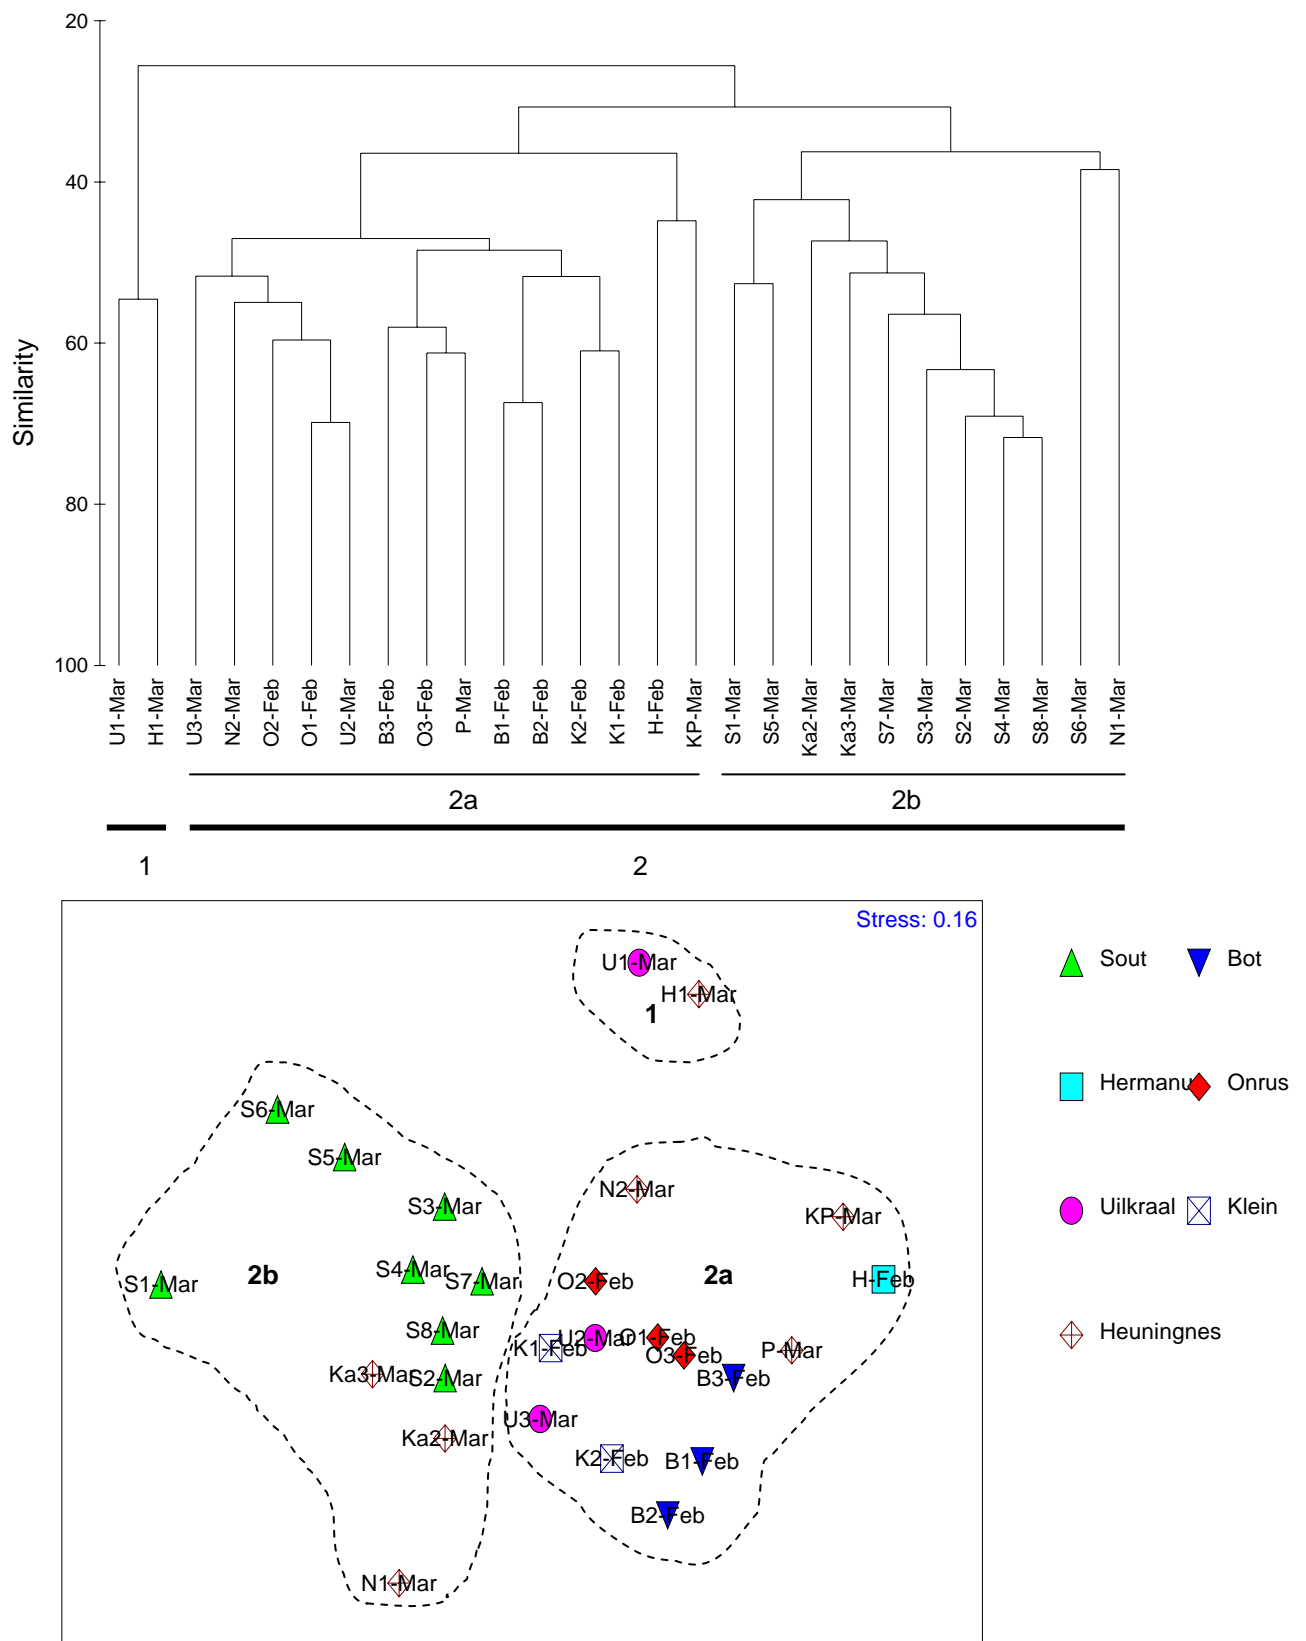 20
40
60
80
100
Similarity
U1-Mar
H1-Mar
U3-Mar
N2-Mar
O2-Feb
O1-Feb
U2-Mar
B3-Feb
O3-Feb
P-Mar
B1-Feb
B2-Feb
K2-Feb
K1-Feb
H-Feb
KP-Mar
S1-Mar
S5-Mar
Ka2-Mar
Ka3-Mar
S7-Mar
S3-Mar
S2-Mar
S4-Mar
S8-Mar
S6-Mar
N1-Mar
2a 2b
1 2
Stress: 0.16
U1-Mar
H1-Mar
1
S6-Mar
S5-Mar
N2-Mar
S3-Mar
KP-Mar
S4-Mar
2b
2a
H-Feb
S7-Mar
O2-Feb
S1-Mar
S8-Mar
U2-Mar
O1-Feb
K1-Feb
P-Mar
O3-Feb
Ka3-Mar
S2-Mar
B3-Feb
U3-Mar
Ka2-Mar
K2-Feb
B1-Feb
B2-Feb
N1-Mar
Sout Bot
Hermanu Onrus
Uilkraal Klein
Heuningnes